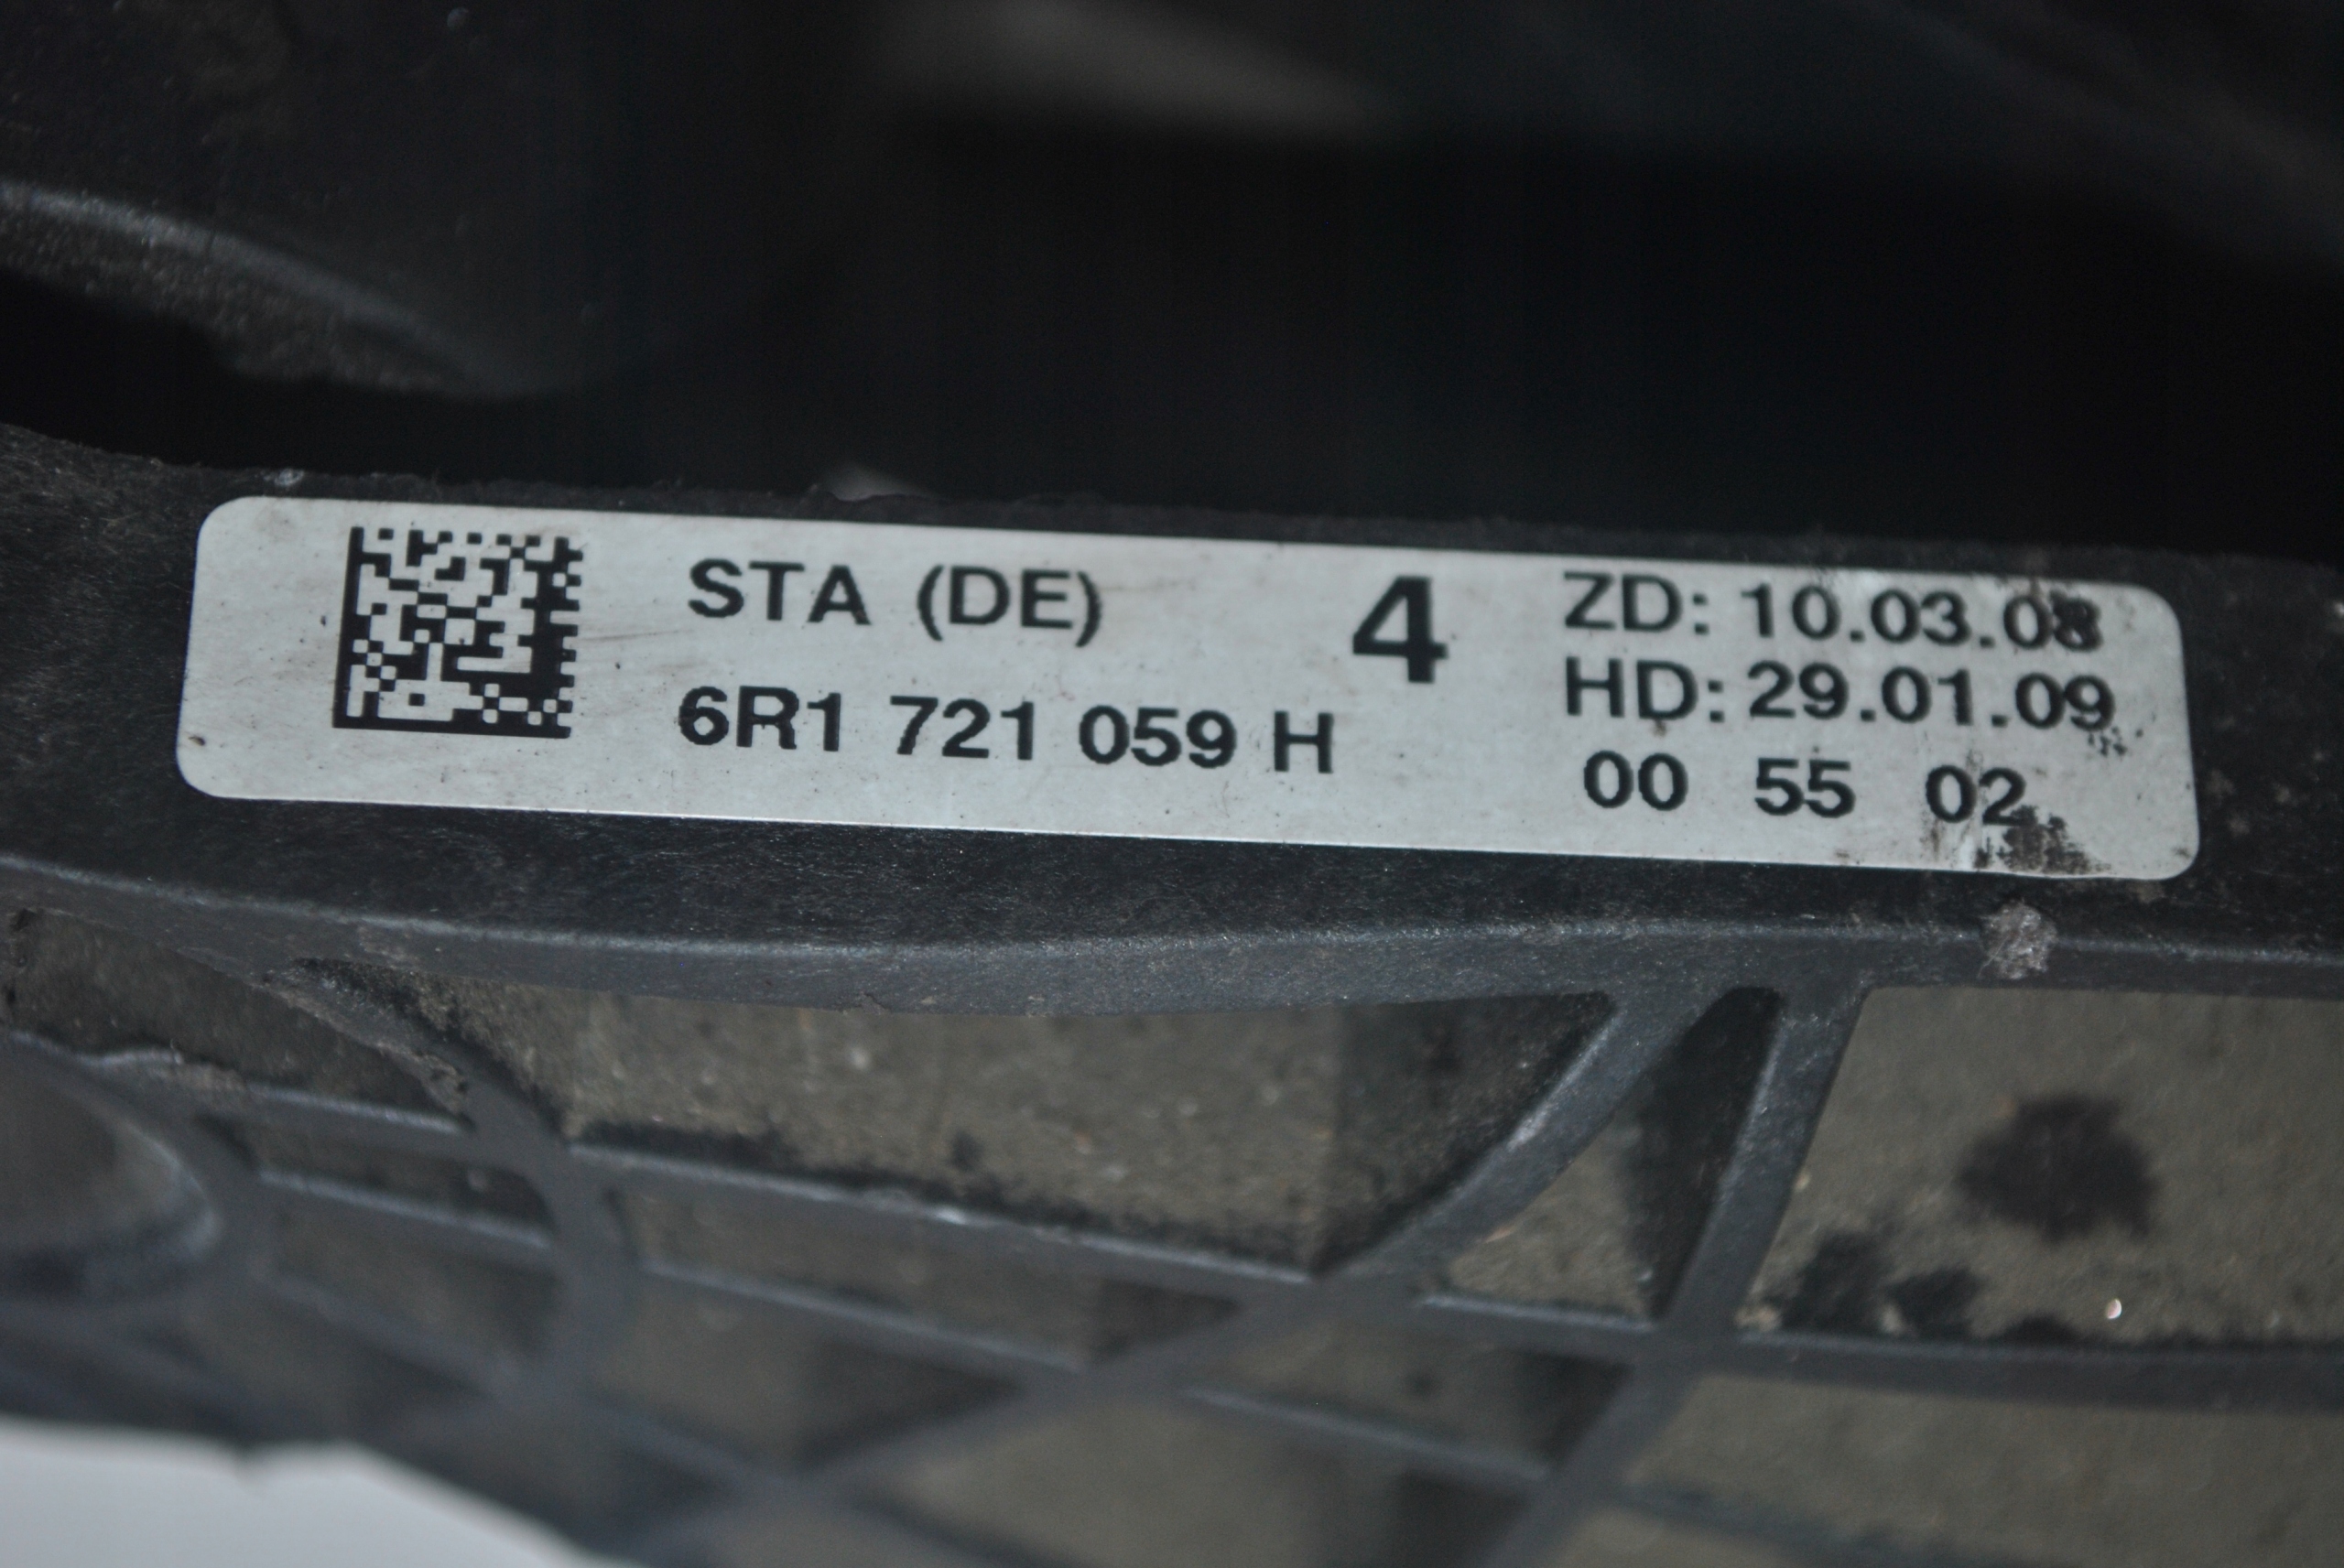 STA (DE)
6R1 721 059 H
4
ZD: 10.03.08
HD: 29.01.09
00 55 02